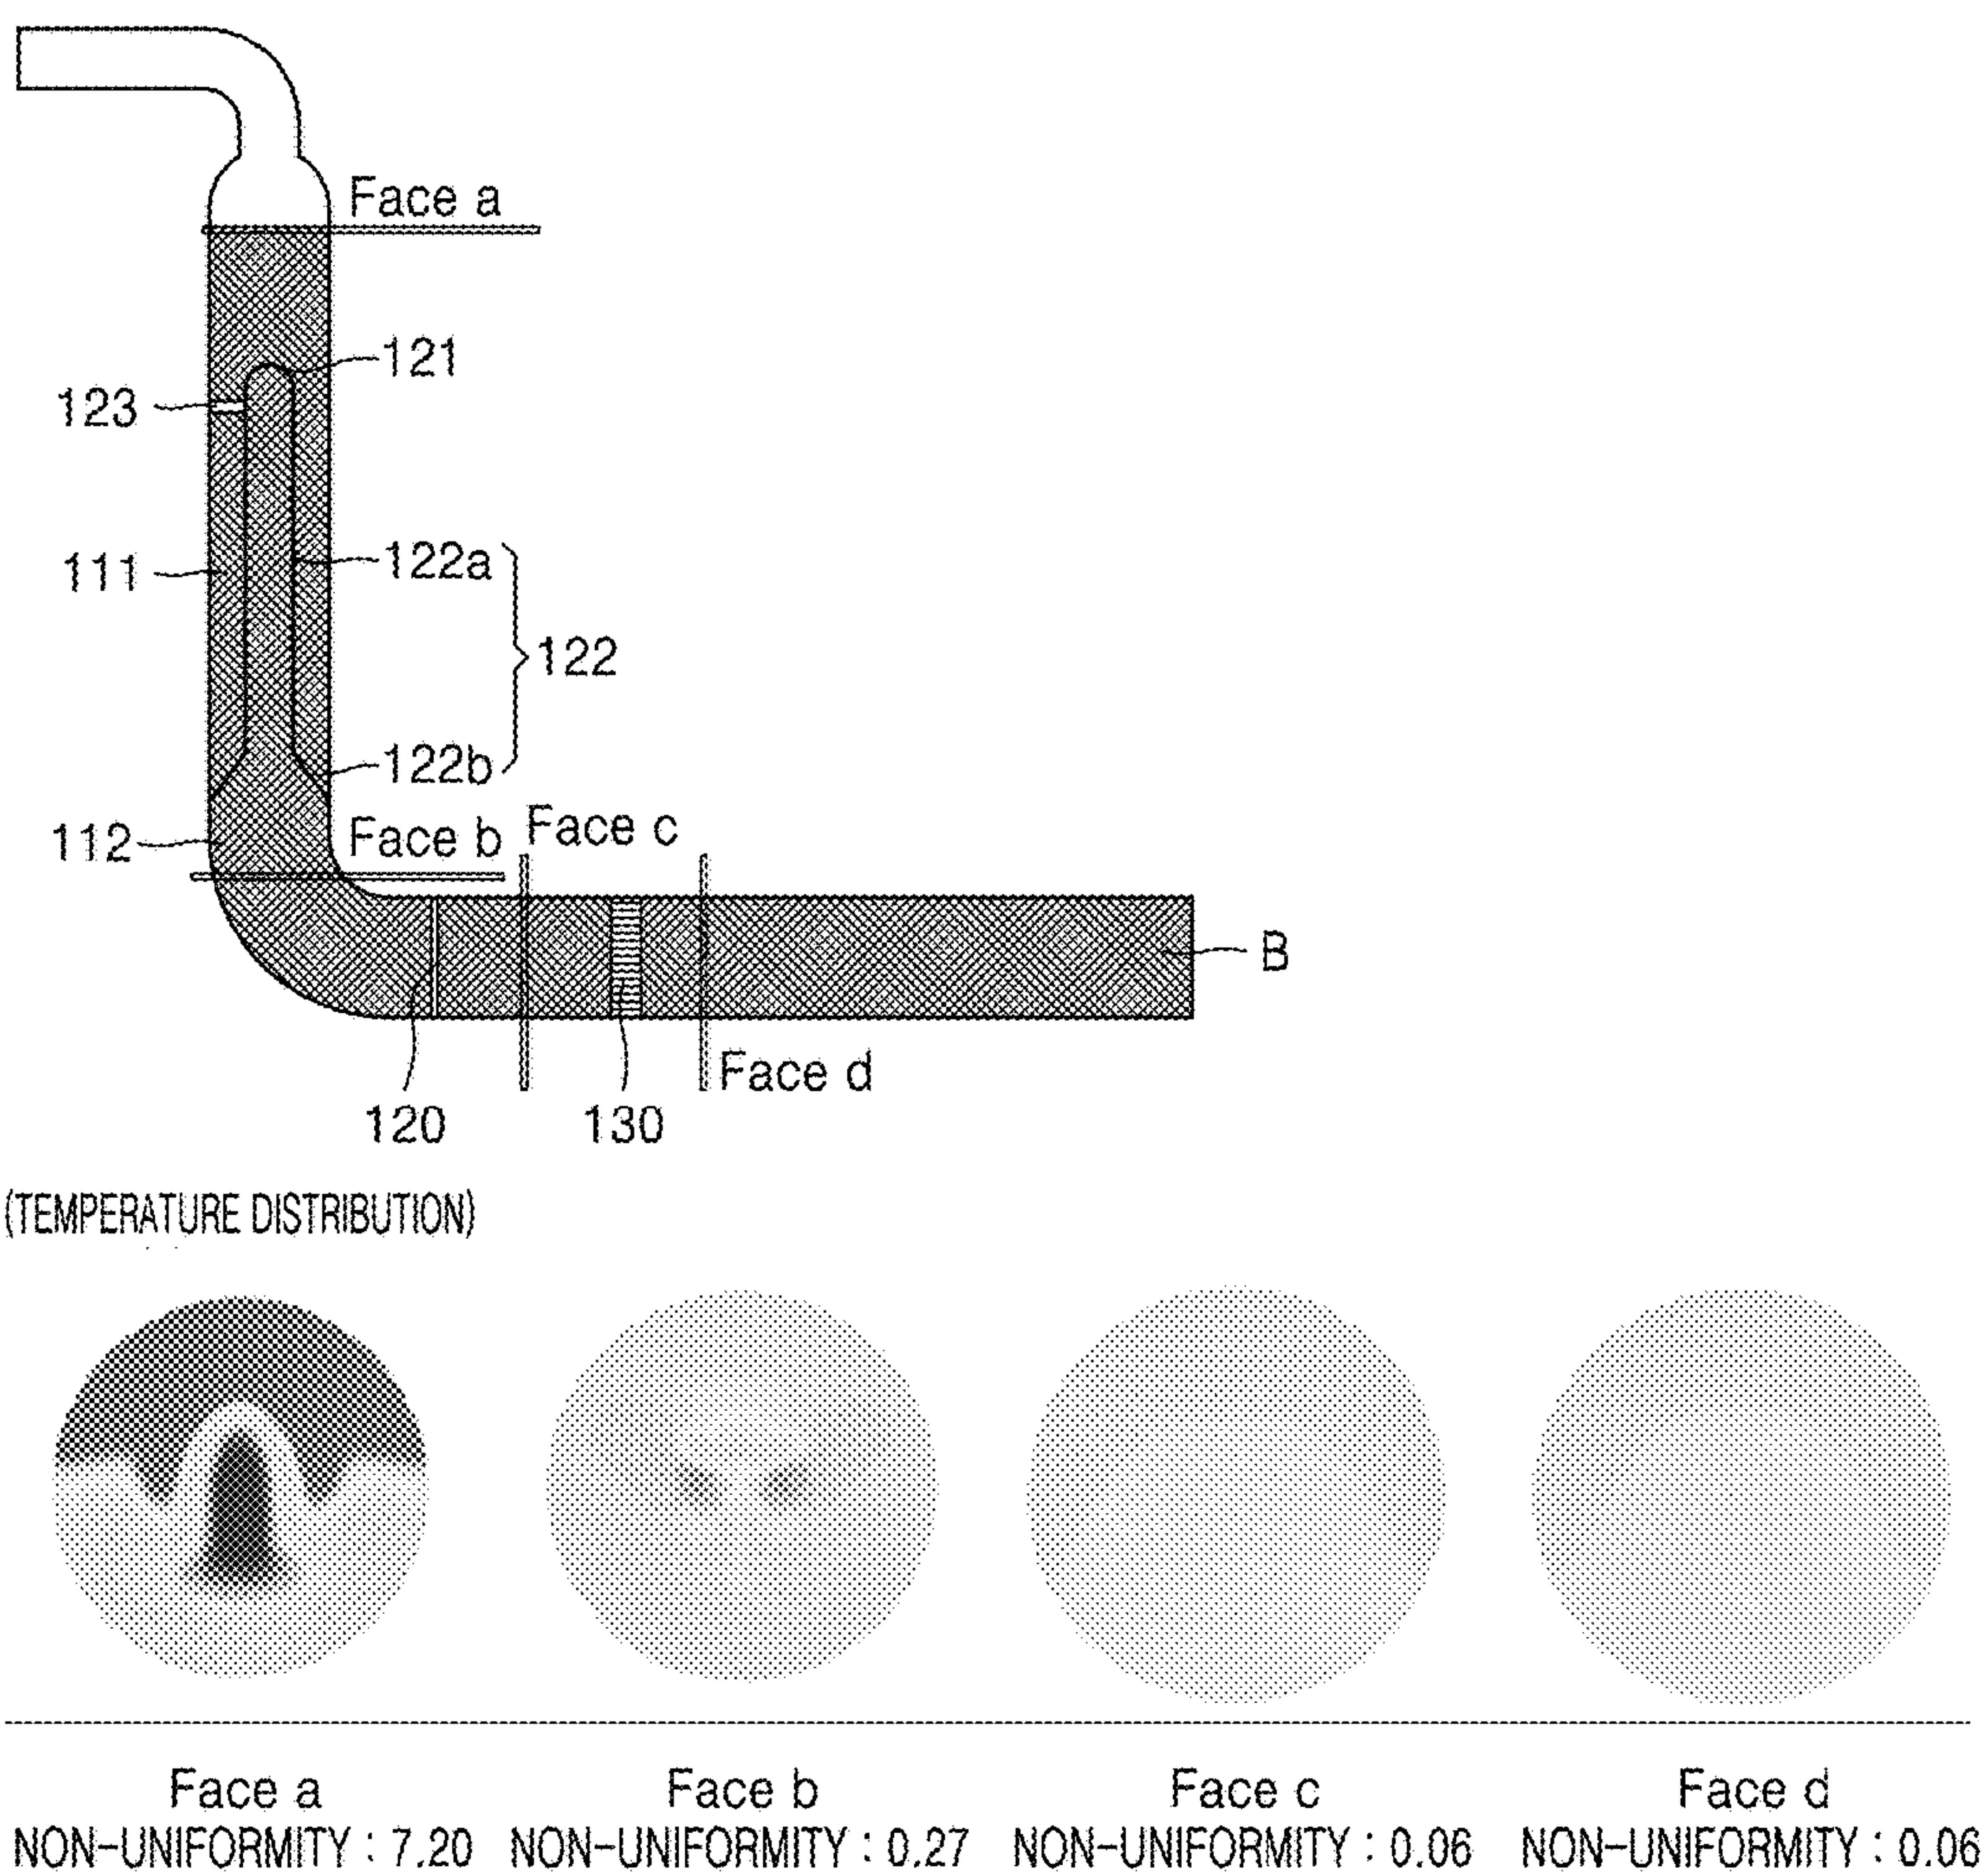 Face a
121
123
122a
111
122
122b
Face c
112
Face b
B
Face d
120
130
(TEMPERATURE DISTRIBUTION)
Face a
NON-UNIFORMITY : 7.20
Face b
NON-UNIFORMITY : 0.27
Face c
NON-UNIFORMITY : 0.06
Face d
NON-UNIFORMITY : 0.06